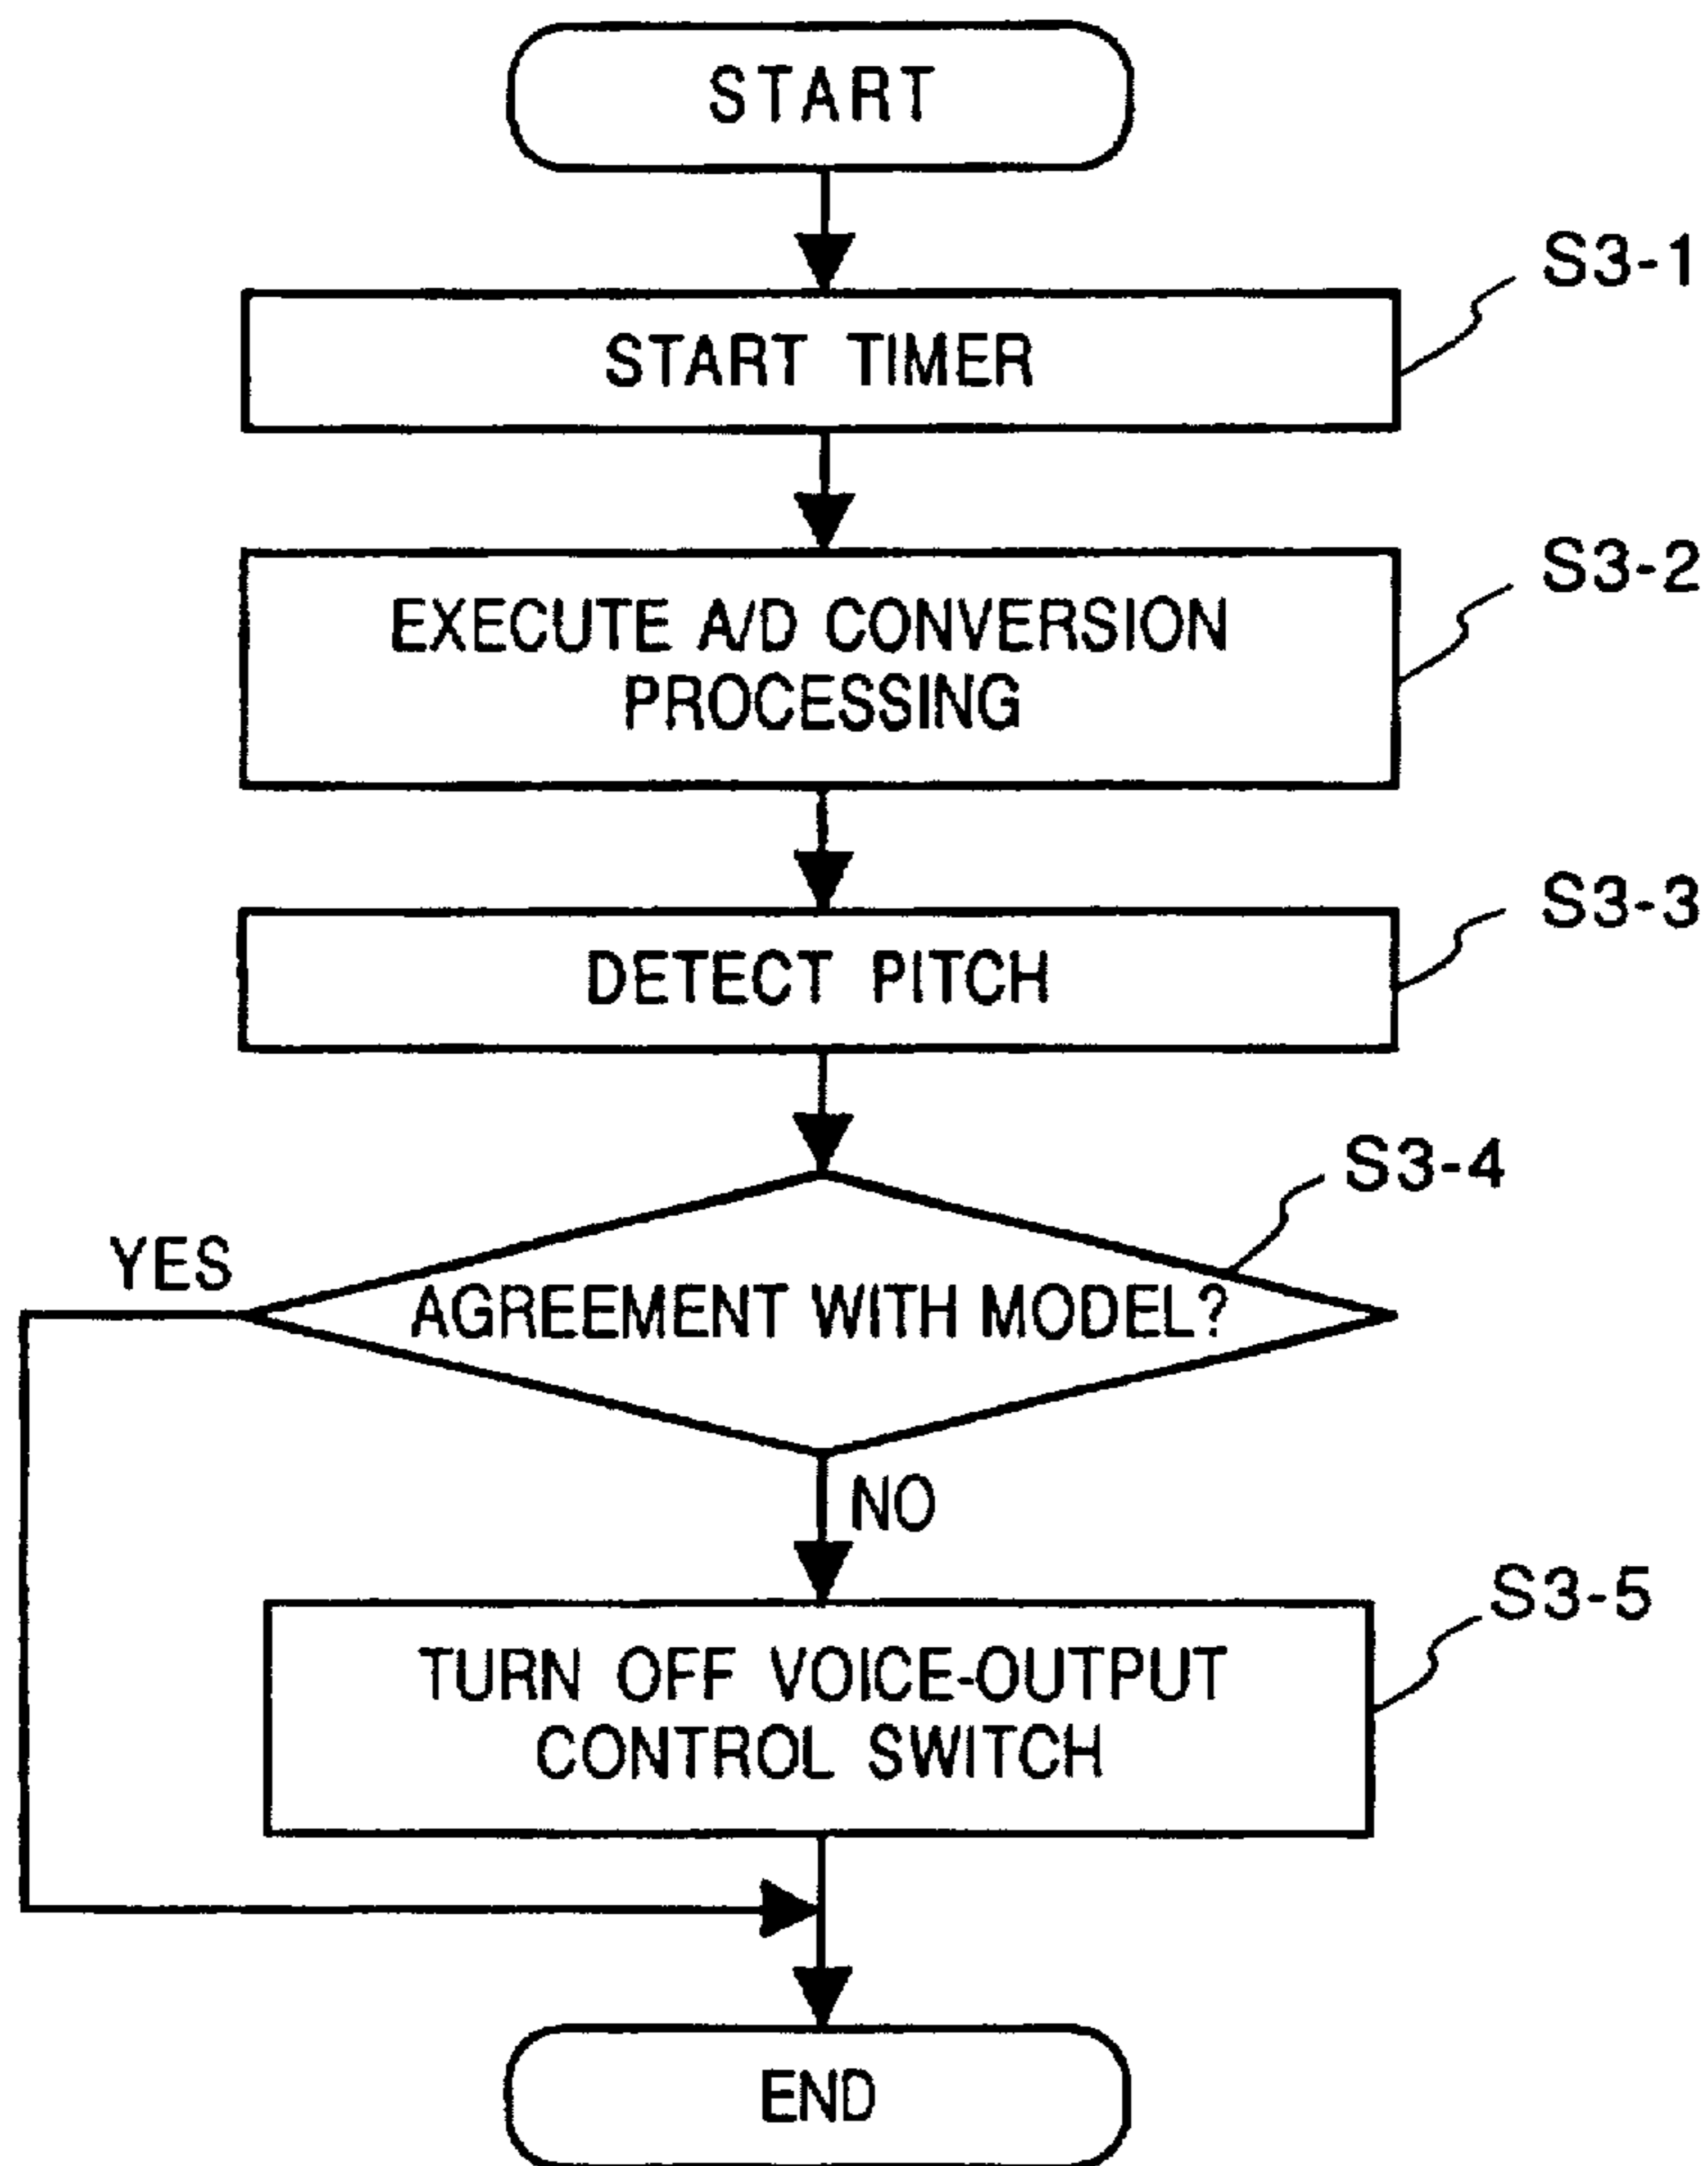 START
S3-1
START TIMER
S3-2
EXECUTE A/D CONVERSION
PROCESSING
S3-3
DETECT PITCH
S3-4
YES
AGREEMENT WITH MODEL?
NO
S3-5
TURN OFF VOICE-OUTPUT
CONTROL SWITCH
END